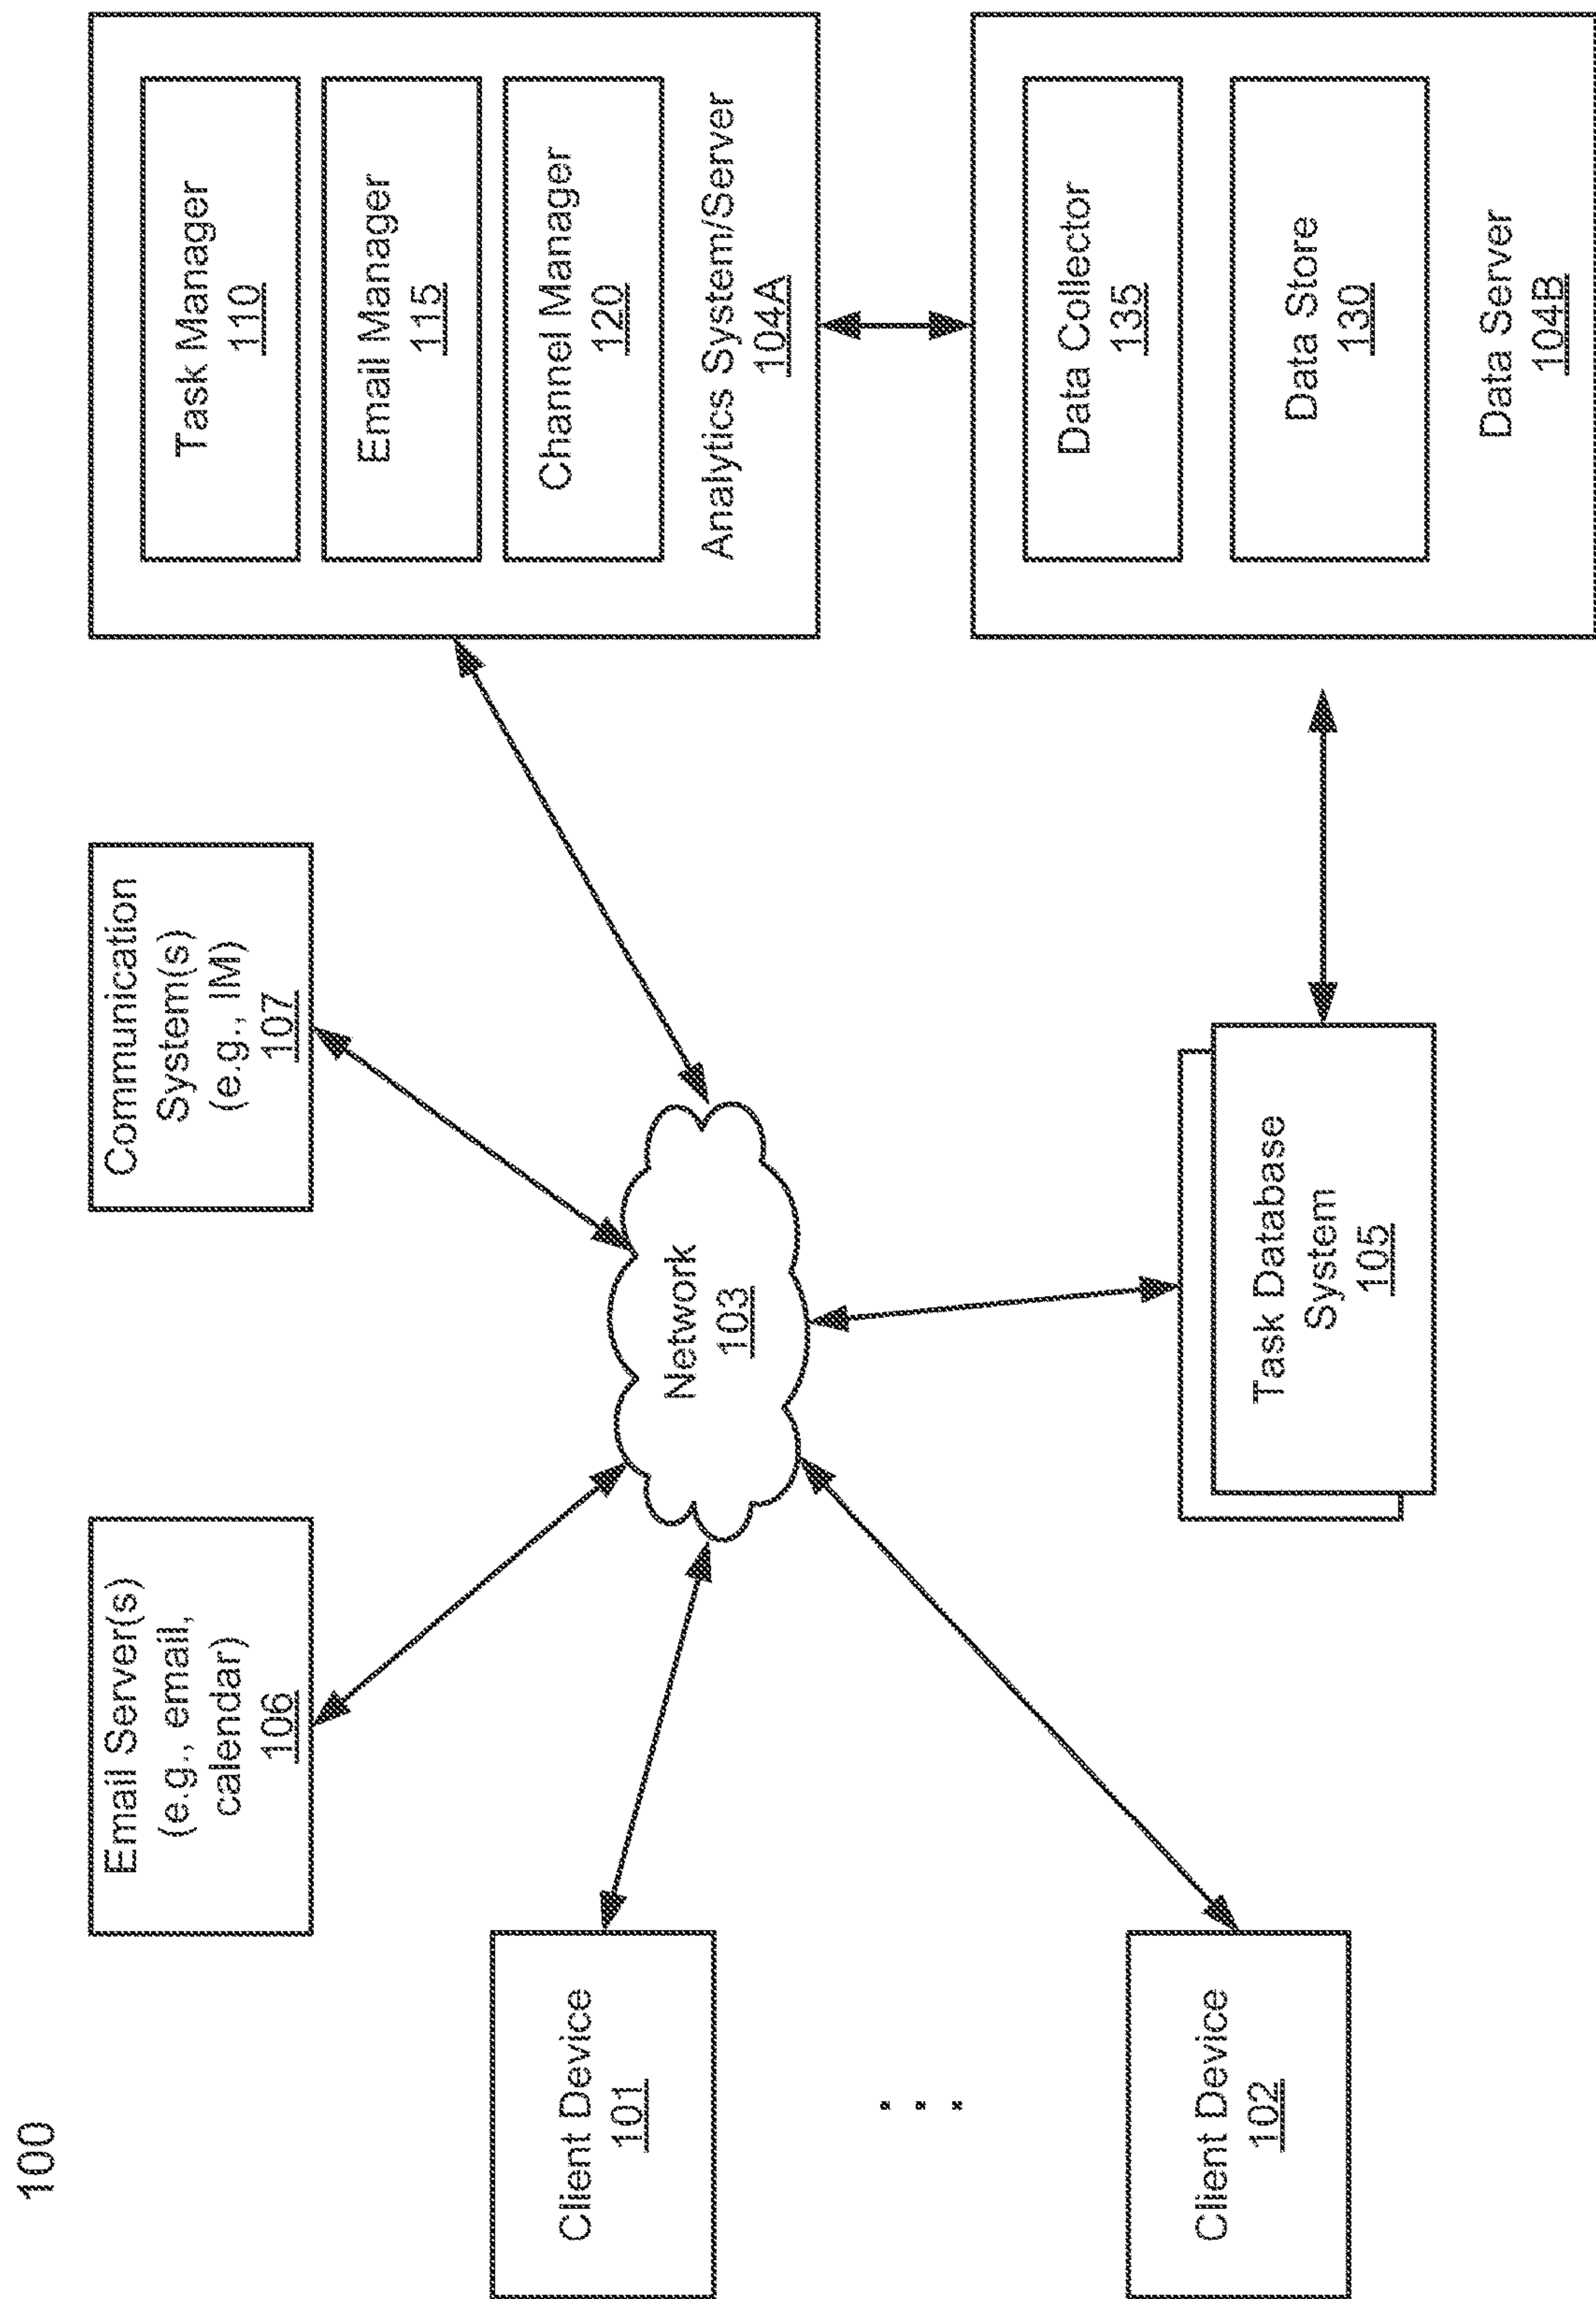 100
Email Server(s)
(e.g., email,
calendar)
106
Communication
System(s)
(e.g., IM)
107
Task Manager
110
Email Manager
115
Channel Manager
120
Analytics System/Server
104A
Client Device
101
Network
103
Client Device
102
Task Database
System
105
Data Collector
135
Data Store
130
Data Server
104B